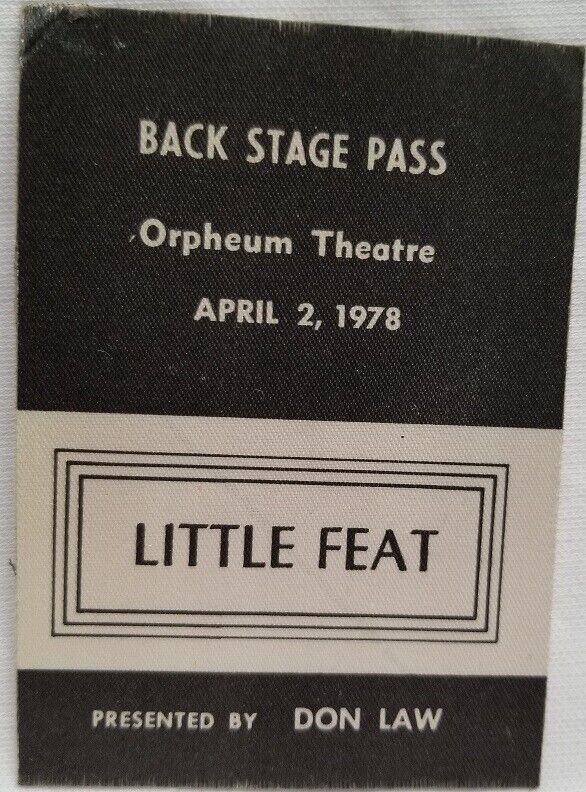 BACK STAGE PASS
Orpheum Theatre
APRIL 2, 1978
LITTLE FEAT
PRESENTED BY DON LAW